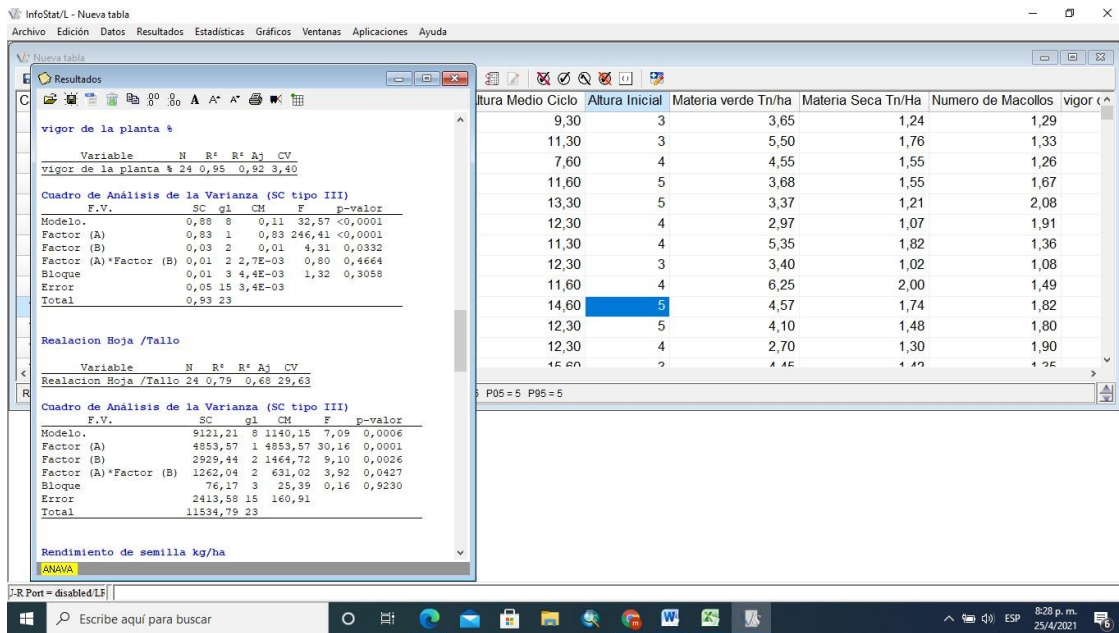 InfoStat/L - Nueva tabla
Archivo Edición Datos Resultados Estadísticas Gráficos Ventanas Aplicaciones Ayuda
Nueva tabla
Resultados
vigor de la planta %
Variable N R² R² Aj CV
vigor de la planta % 24 0,95 0,92 3,40
Cuadro de Análisis de la Varianza (SC tipo III)
F.V. SC gl CM F p-valor
Modelo. 0,88 8 0,11 32,57 <0,0001
Factor (A) 0,83 1 0,83 246,41 <0,0001
Factor (B) 0,03 2 0,01 4,31 0,0332
Factor (A)*Factor (B) 0,01 2 2,7E-03 0,80 0,4664
Bloque 0,01 3 4,4E-03 1,32 0,3058
Error 0,05 15 3,4E-03
Total 0,93 23
Realacion Hoja /Tallo
Variable N R² R² Aj CV
Realacion Hoja /Tallo 24 0,79 0,68 29,63
Cuadro de Análisis de la Varianza (SC tipo III)
F.V. SC gl CM F p-valor
Modelo. 9121,21 8 1140,15 7,09 0,0006
Factor (A) 4853,57 1 4853,57 30,16 0,0001
Factor (B) 2929,44 2 1464,72 9,10 0,0026
Factor (A)*Factor (B) 1262,04 2 631,02 3,92 0,0427
Bloque 76,17 3 25,39 0,16 0,9230
Error 2413,58 15 160,91
Total 11534,79 23
Rendimiento de semilla kg/ha
ANAVA
ltura Medio Ciclo Altura Inicial Materia verde Tn/ha Materia Seca Tn/Ha Numero de Macollos vigor (
9,30 3 3,65 1,24 1,29
11,30 3 5,50 1,76 1,33
7,60 4 4,55 1,55 1,26
11,60 5 3,68 1,55 1,67
13,30 5 3,37 1,21 2,08
12,30 4 2,97 1,07 1,91
11,30 4 5,35 1,82 1,36
12,30 3 3,40 1,02 1,08
11,60 4 6,25 2,00 1,49
14,60 5 4,57 1,74 1,82
12,30 5 4,10 1,48 1,80
12,30 4 2,70 1,30 1,90
P05 = 5 P95 = 5
J-R Port = disabled/LF
Escribe aquí para buscar
ESP
8:28 p. m.
25/4/2021